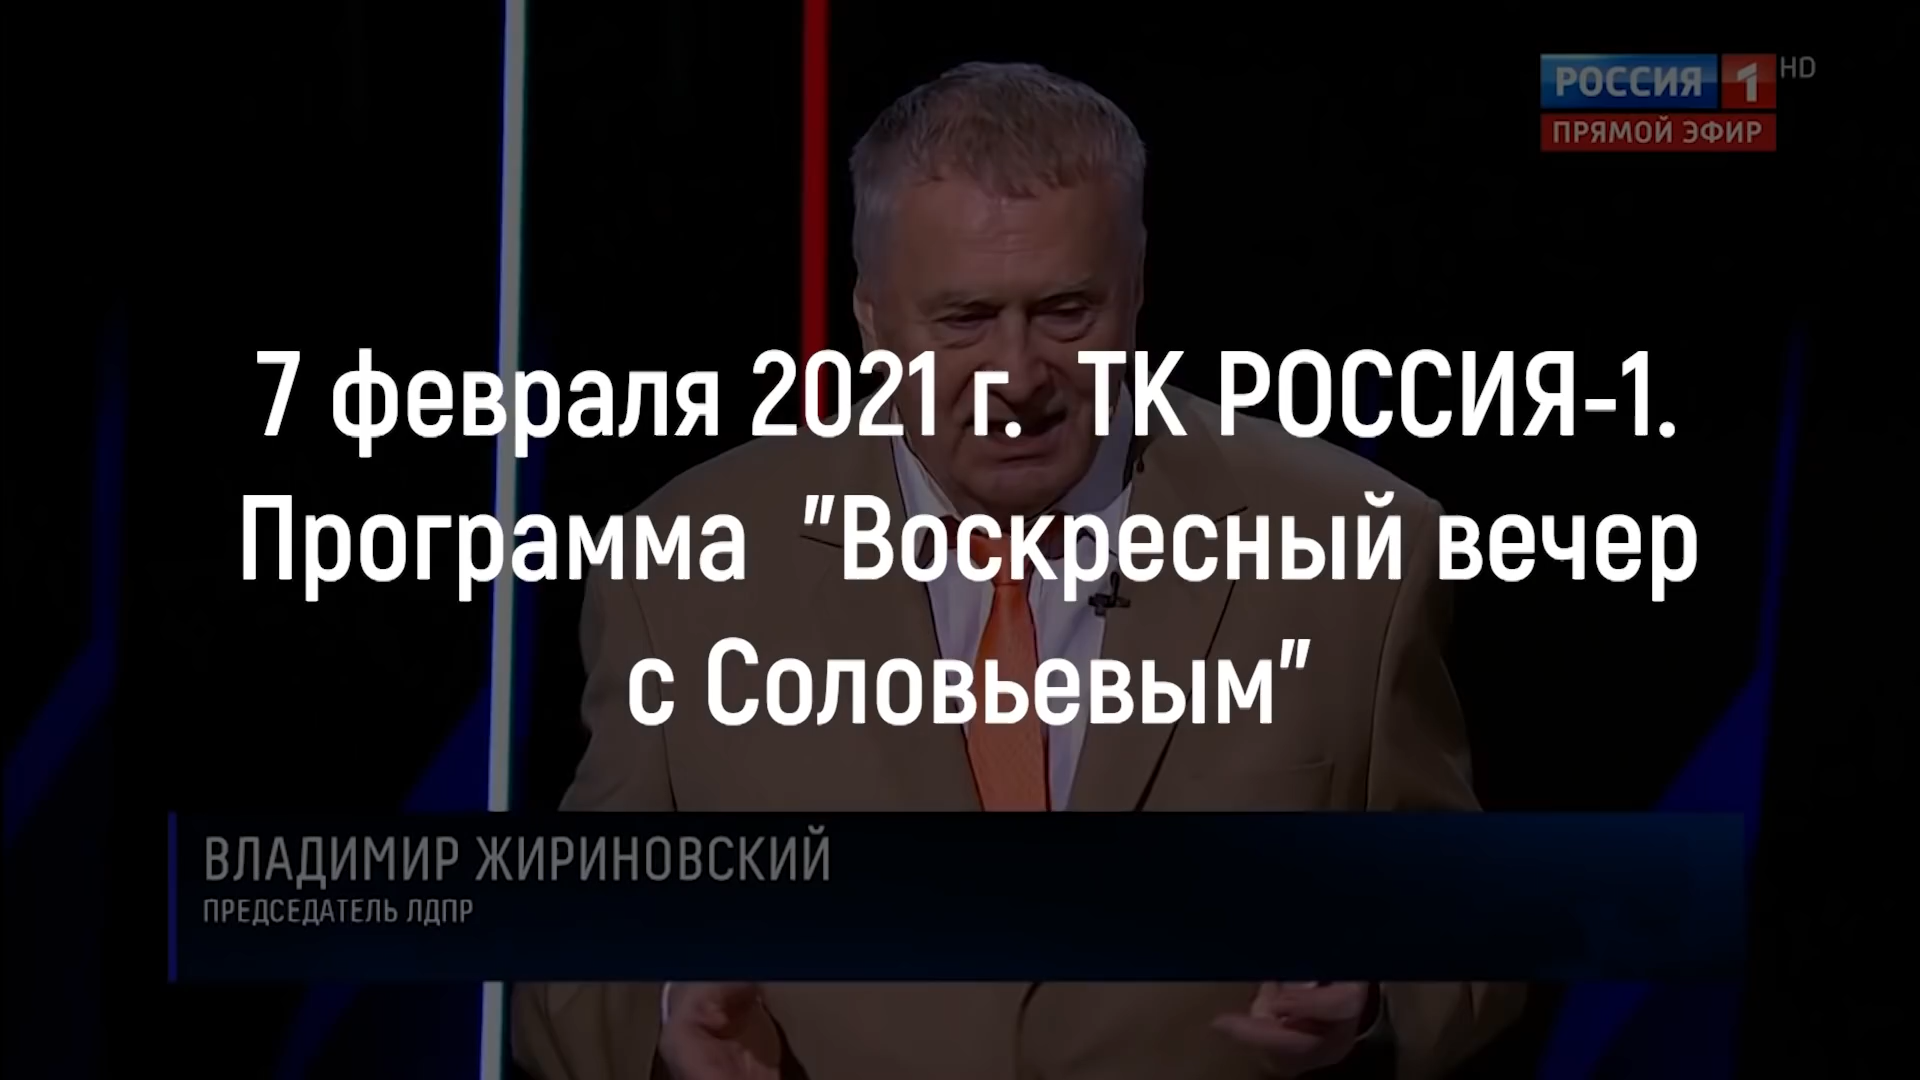 РОССИЯ 1 HD
ПРЯМОЙ ЭФИР
7 февраля 2021 г. ТК РОССИЯ-1.
Программа "Воскресный вечер
с Соловьевым"
ВЛАДИМИР ЖИРИНОВСКИЙ
ПРЕДСЕДАТЕЛЬ ЛДПР